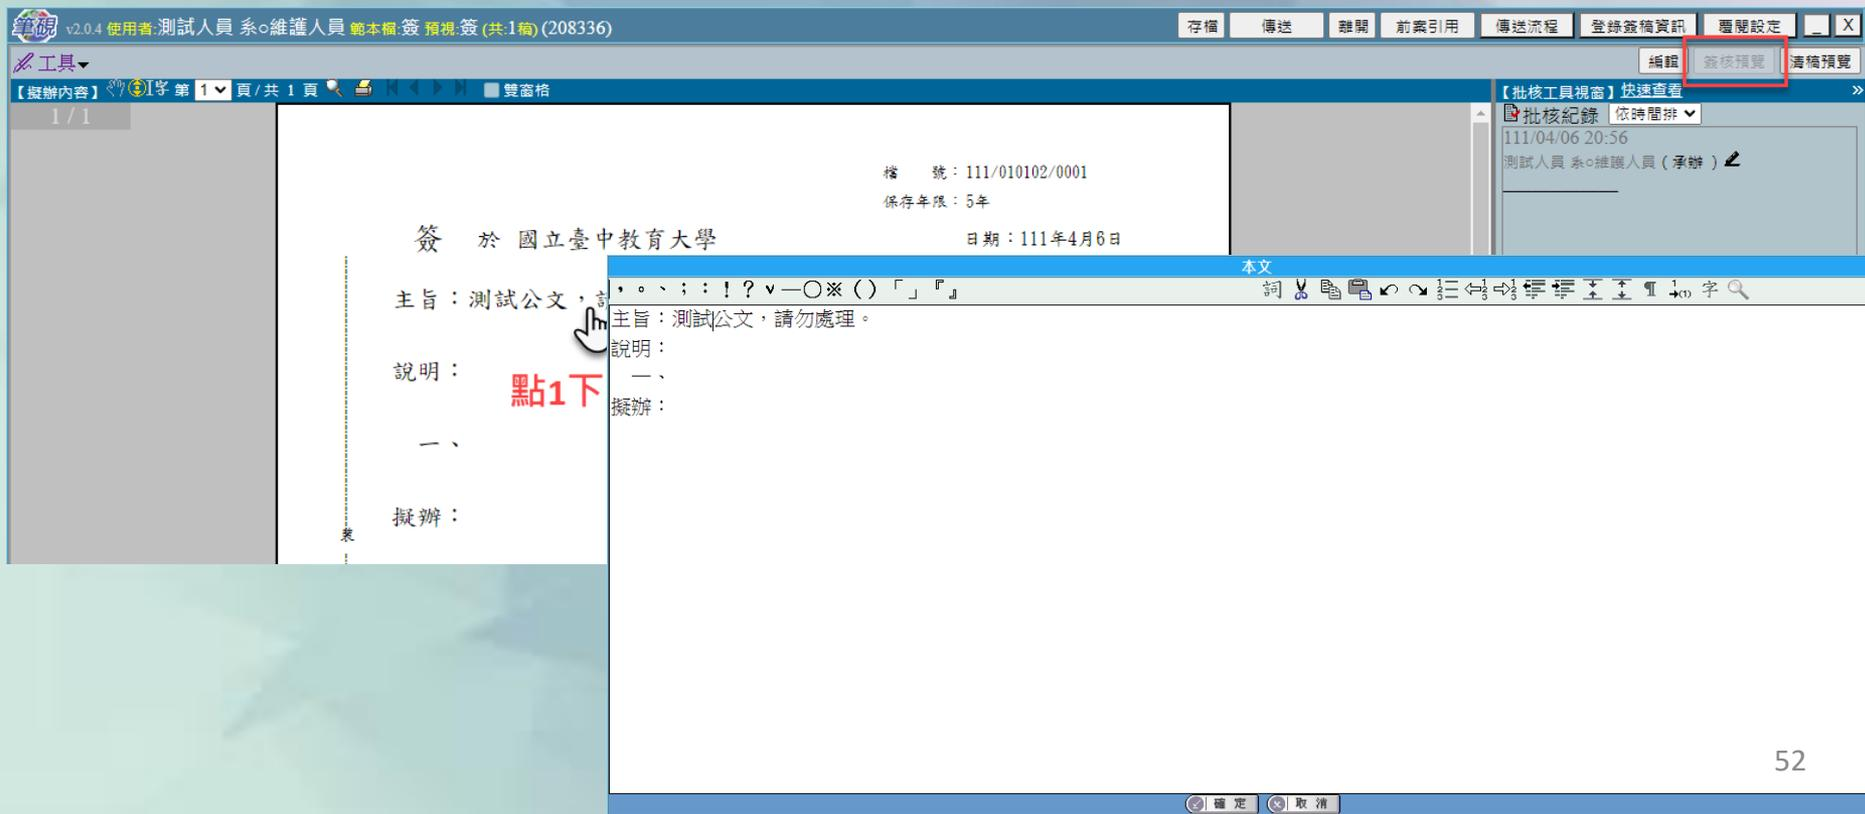 筆硯 v2.0.4 使用者:測試人員 系○維護人員 範本檔:簽 預視:簽 (共:1稿) (208336) 存檔 傳送 離開 前案引用 傳送流程 登錄簽稿資訊 覆閱設定 _ X
工具 編輯 簽核預覽 清稿預覽
【擬辦內容】 I字 第 1 頁/共 1 頁 雙窗格 【批核工具視窗】快速查看 »
1 / 1
批核紀錄 依時間排
111/04/06 20:56
測試人員 系○維護人員 ( 承辦 )
檔 號：111/010102/0001
保存年限：5年
簽 於 國立臺中教育大學 日期：111年4月6日
主旨：測試公文，請
說明：
點1下
一、
擬辦：
裝
本文
，。、；：！？v—○※（）「」『』 詞 字
主旨：測試公文，請勿處理。
說明：
一、
擬辦：
52
確定 取消